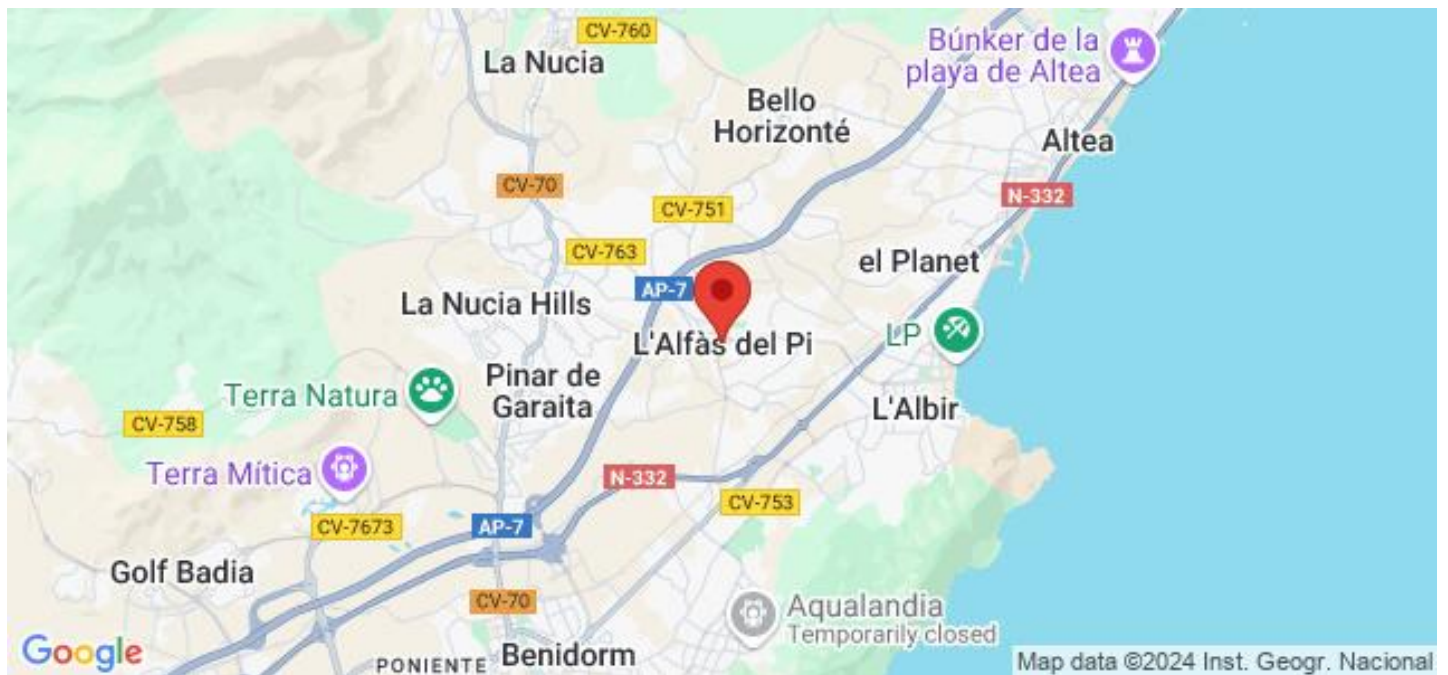 CV-760
La Nucia
Búnker de la
playa de Altea
Bello
Horizonté
Altea
CV-70
N-332
CV-751
CV-763
el Planet
AP-7
La Nucia Hills
LP
L'Alfàs del Pi
Pinar de
Garaita
Terra Natura
L'Albir
CV-758
Terra Mítica
N-332
CV-753
CV-7673
AP-7
Golf Badia
CV-70
Aqualandia
Temporarily closed
Benidorm
PONIENTE
Google
Map data ©2024 Inst. Geogr. Nacional